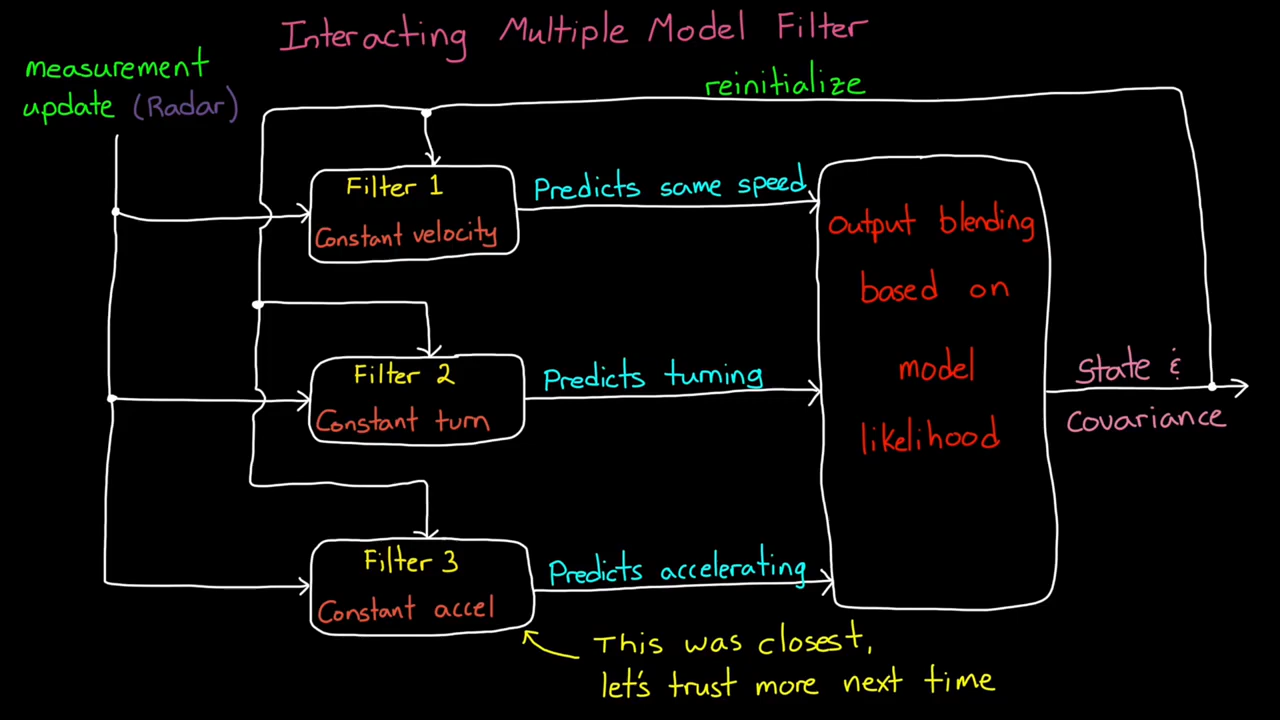 Interacting Multiple Model Filter
measurement
update (Radar)
reinitialize
Filter 1
Constant velocity
Predicts same speed
Output blending
based on
model
likelihood
Filter 2
Constant turn
Predicts turning
State &
Covariance
Filter 3
Constant accel
Predicts accelerating
This was closest,
let's trust more next time